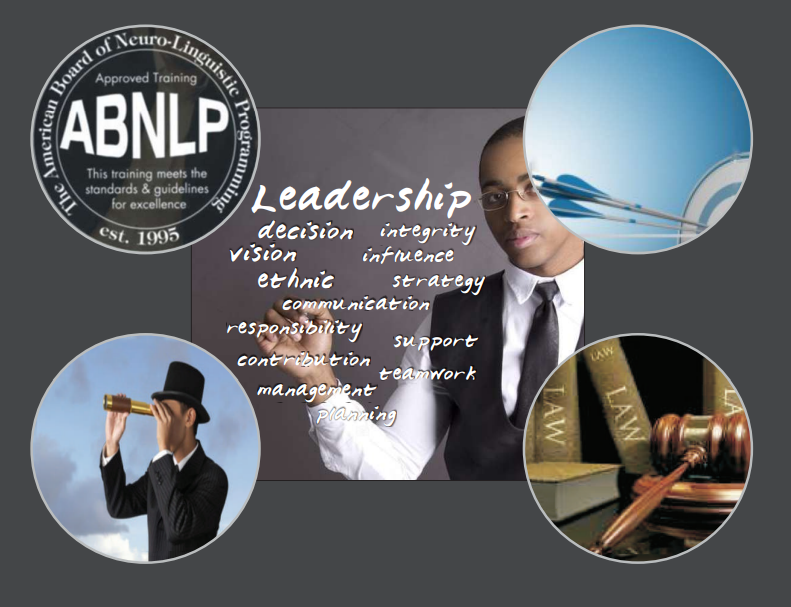 The American Board of Neuro-Linguistic Programming
Approved Training
ABNLP
This training meets the
standards & guidelines
for excellence
est. 1995
Leadership
decision integrity
vision influence
ethnic strategy
communication
responsibility
support
contribution
teamwork
management
planning
LAW
LAW
LAW
LA